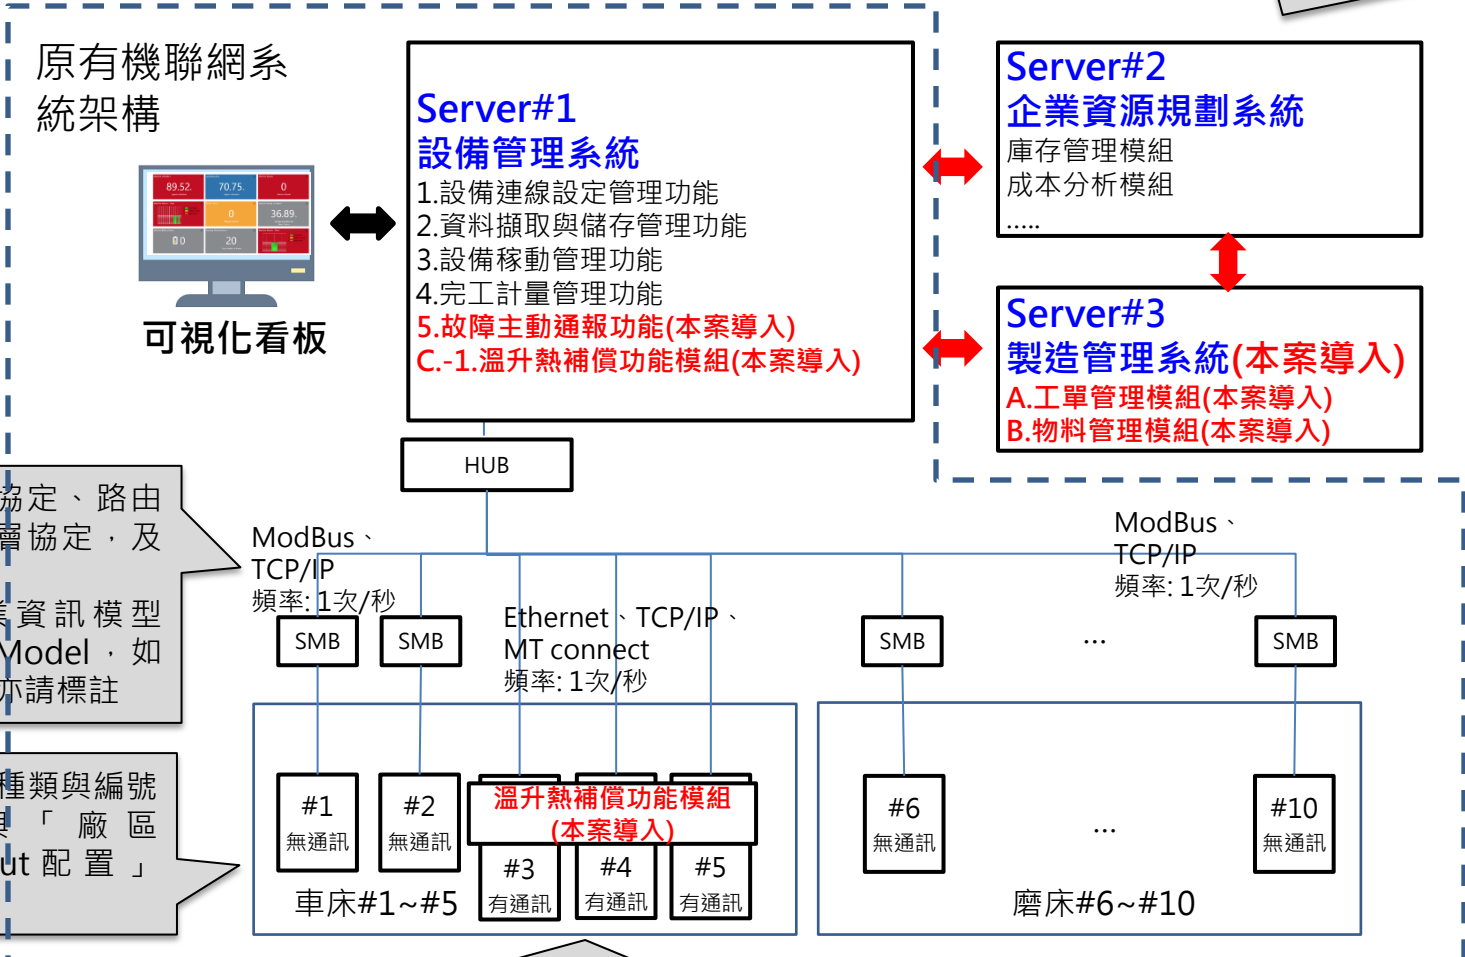 原有機聯網系
統架構
89.52.
70.75.
0
0
36.89.
0
20
可視化看板
Server#1
設備管理系統
1.設備連線設定管理功能
2.資料擷取與儲存管理功能
3.設備稼動管理功能
4.完工計量管理功能
5.故障主動通報功能(本案導入)
C.-1.溫升熱補償功能模組(本案導入)
Server#2
企業資源規劃系統
庫存管理模組
成本分析模組
.....
Server#3
製造管理系統(本案導入)
A.工單管理模組(本案導入)
B.物料管理模組(本案導入)
HUB
協定、路由
層協定，及
業資訊模型
Model，如
亦請標註
ModBus、
TCP/IP
頻率: 1次/秒
Ethernet、TCP/IP、
MT connect
頻率: 1次/秒
ModBus、
TCP/IP
頻率: 1次/秒
SMB
SMB
SMB
...
SMB
種類與編號
與「廠區
ut配置」
#1
無通訊
#2
無通訊
溫升熱補償功能模組
(本案導入)
#3
有通訊
#4
有通訊
#5
有通訊
車床#1~#5
#6
無通訊
...
#10
無通訊
磨床#6~#10